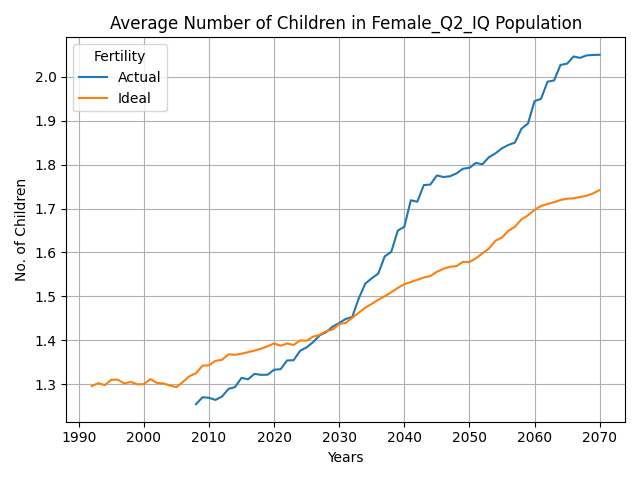 Average Number of Children in Female_Q2_IQ Population
Fertility
Actual
Ideal
No. of Children
2.0
1.9
1.8
1.7
1.6
1.5
1.4
1.3
1990 2000 2010 2020 2030 2040 2050 2060 2070
Years